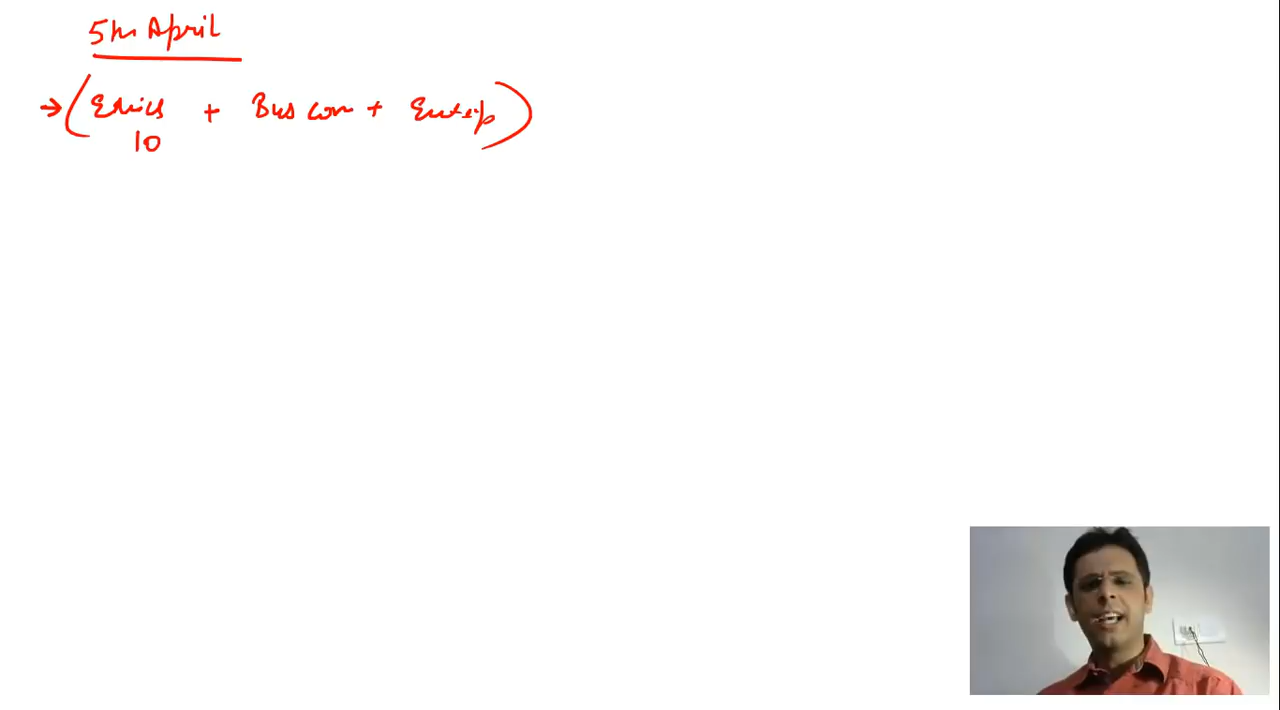 5th April
→ (Ethics + Bus com + Entrep)
10